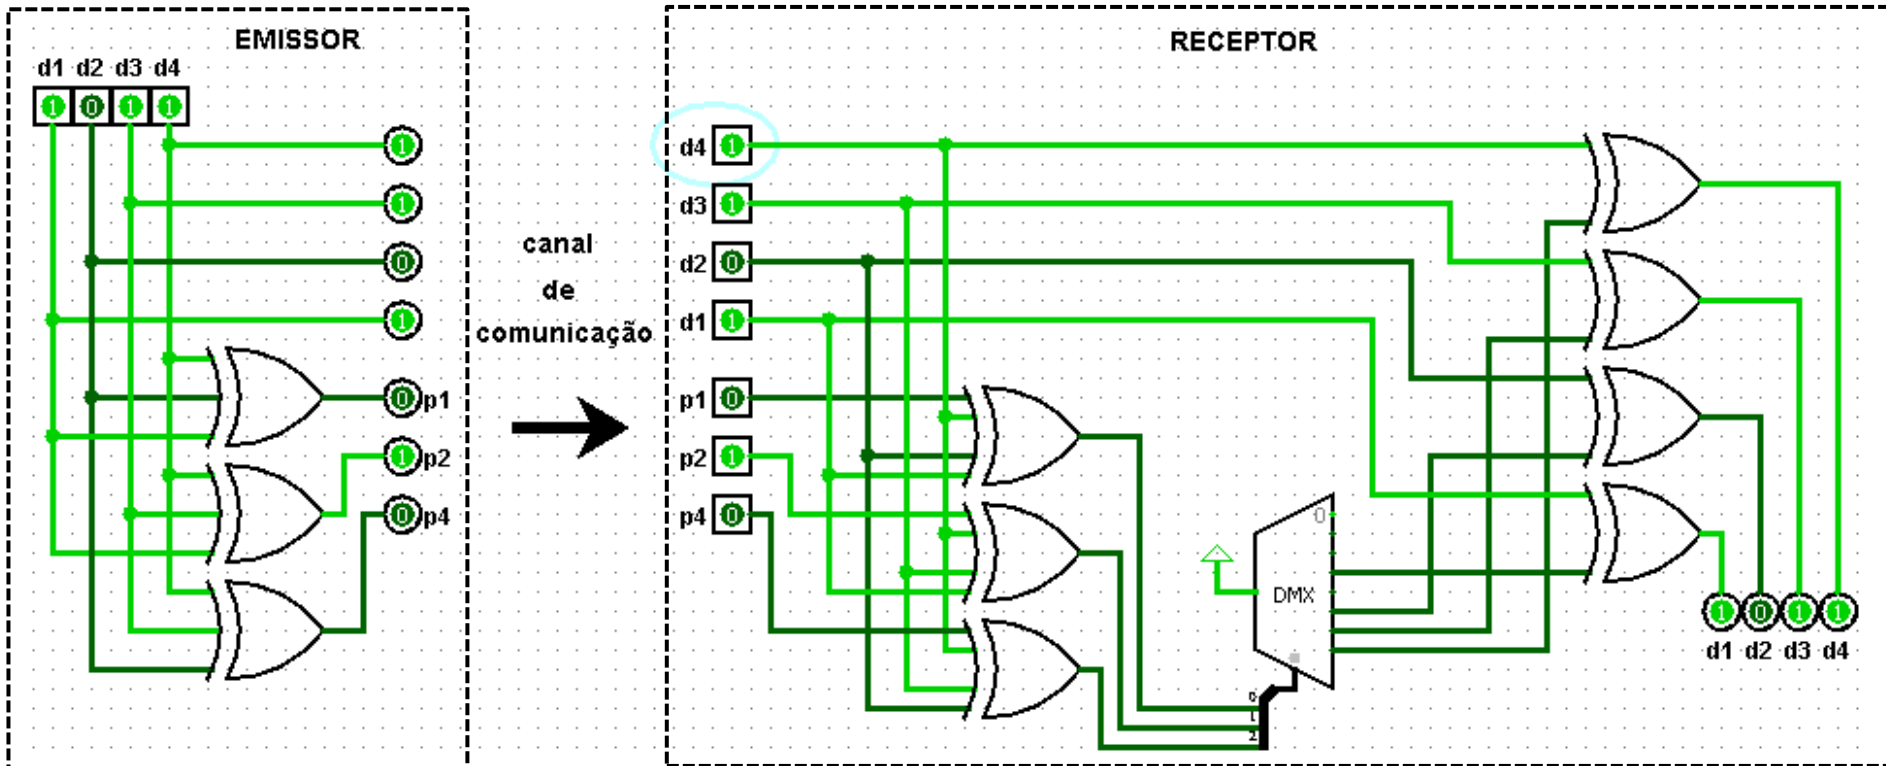 EMISSOR
d1 d2 d3 d4
1 0 1 1
1
1
0
1
0 p1
1 p2
0 p4
canal
de
comunicação
RECEPTOR
d4 1
d3 1
d2 0
d1 1
p1 0
p2 1
p4 0
0
DMX
0
1
2
1 0 1 1
d1 d2 d3 d4